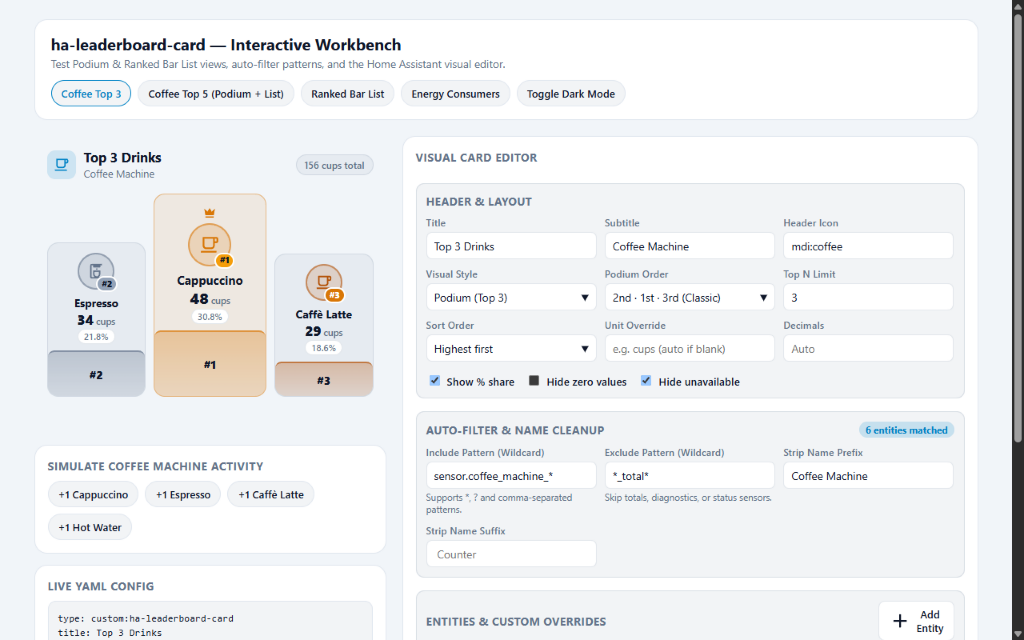 ha-leaderboard-card — Interactive Workbench
Test Podium & Ranked Bar List views, auto-filter patterns, and the Home Assistant visual editor.
Coffee Top 3
Coffee Top 5 (Podium + List)
Ranked Bar List
Energy Consumers
Toggle Dark Mode
Top 3 Drinks
Coffee Machine
156 cups total
#2
Espresso
34 cups
21.8%
#2
#1
Cappuccino
48 cups
30.8%
#1
#3
Caffè Latte
29 cups
18.6%
#3
SIMULATE COFFEE MACHINE ACTIVITY
+1 Cappuccino
+1 Espresso
+1 Caffè Latte
+1 Hot Water
LIVE YAML CONFIG
type: custom:ha-leaderboard-card
title: Top 3 Drinks
VISUAL CARD EDITOR
HEADER & LAYOUT
Title
Subtitle
Header Icon
Top 3 Drinks
Coffee Machine
mdi:coffee
Visual Style
Podium Order
Top N Limit
Podium (Top 3)
2nd · 1st · 3rd (Classic)
3
Sort Order
Unit Override
Decimals
Highest first
e.g. cups (auto if blank)
Auto
Show % share
Hide zero values
Hide unavailable
AUTO-FILTER & NAME CLEANUP
6 entities matched
Include Pattern (Wildcard)
Exclude Pattern (Wildcard)
Strip Name Prefix
sensor.coffee_machine_*
*_total*
Coffee Machine
Supports *, ? and comma-separated
patterns.
Skip totals, diagnostics, or status sensors.
Strip Name Suffix
Counter
ENTITIES & CUSTOM OVERRIDES
Add
Entity